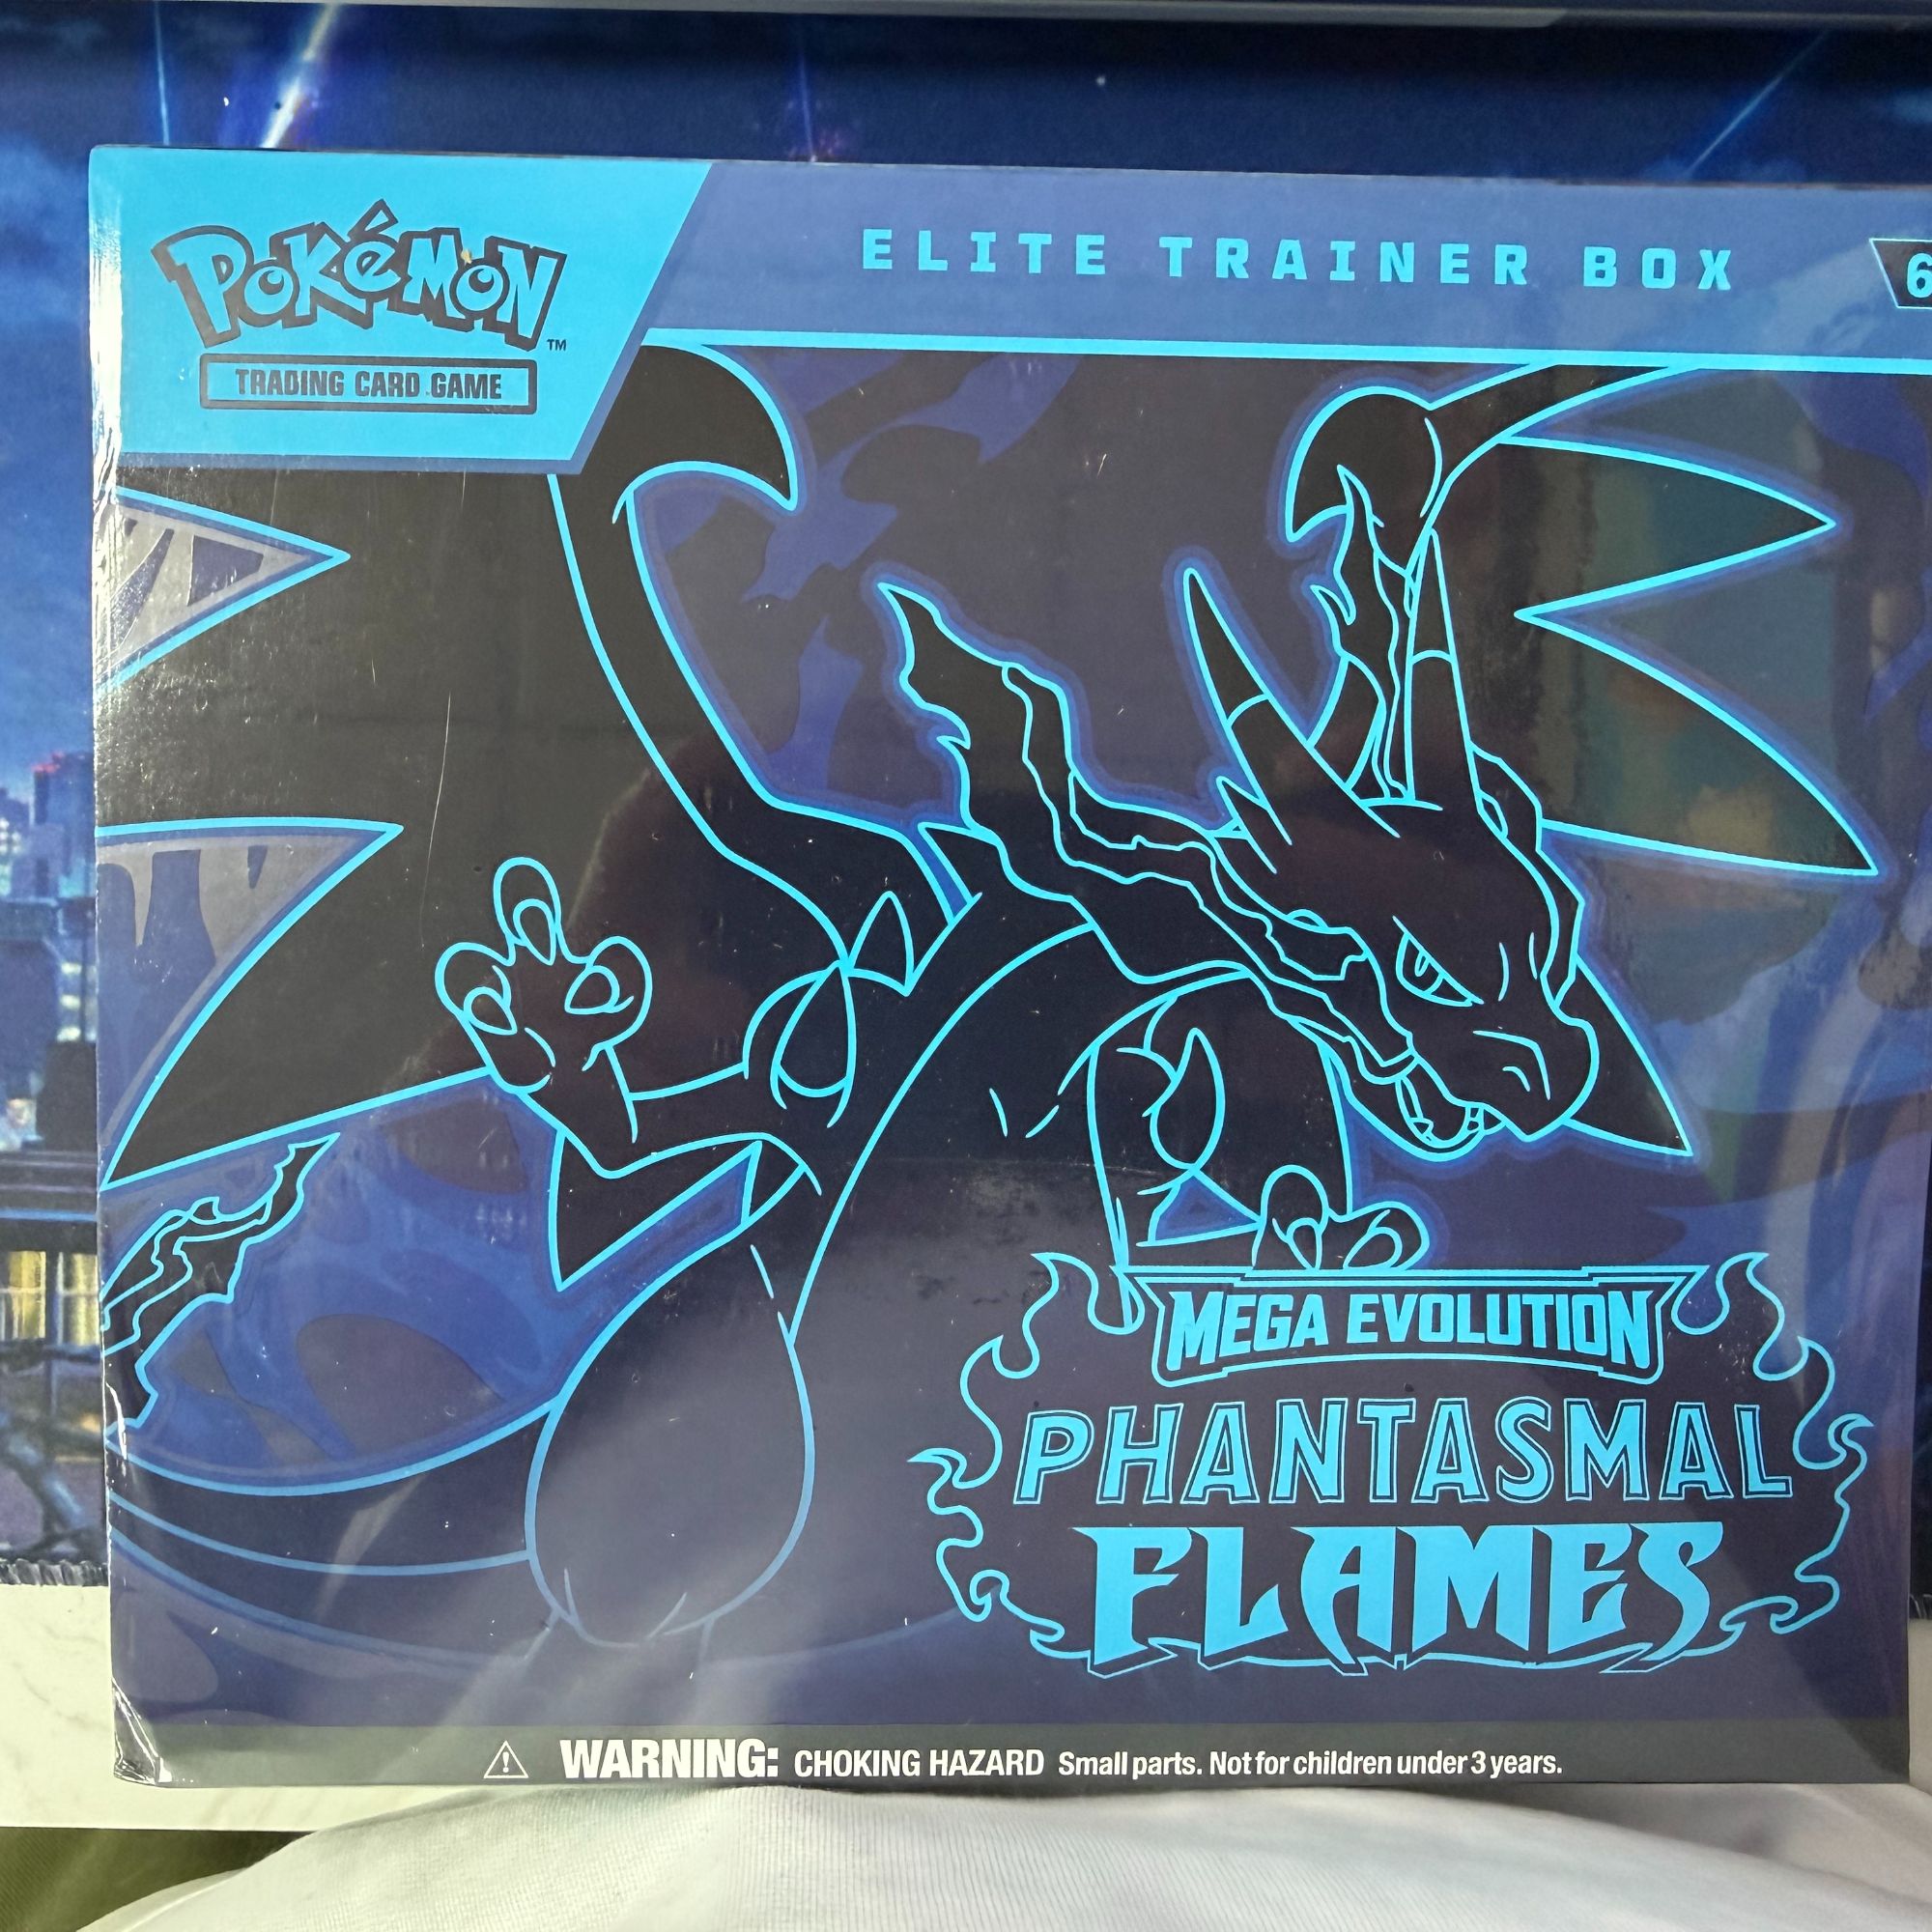 POKéMON
TM
TRADING CARD GAME
ELITE TRAINER BOX
6
MEGA EVOLUTION
PHANTASMAL
FLAMES
WARNING: CHOKING HAZARD Small parts. Not for children under 3 years.